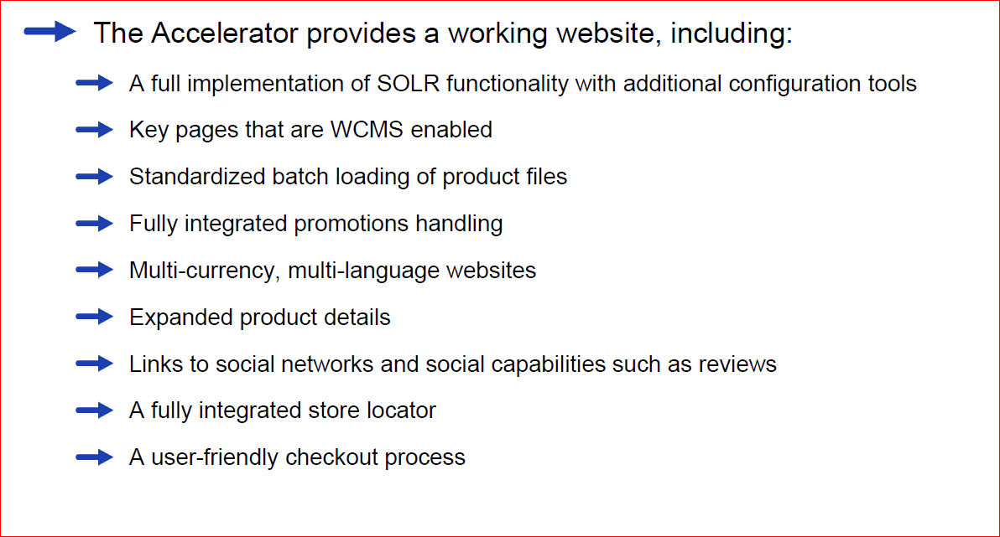 The Accelerator provides a working website, including:
A full implementation of SOLR functionality with additional configuration tools
Key pages that are WCMS enabled
Standardized batch loading of product files
Fully integrated promotions handling
Multi-currency, multi-language websites
Expanded product details
Links to social networks and social capabilities such as reviews
A fully integrated store locator
A user-friendly checkout process